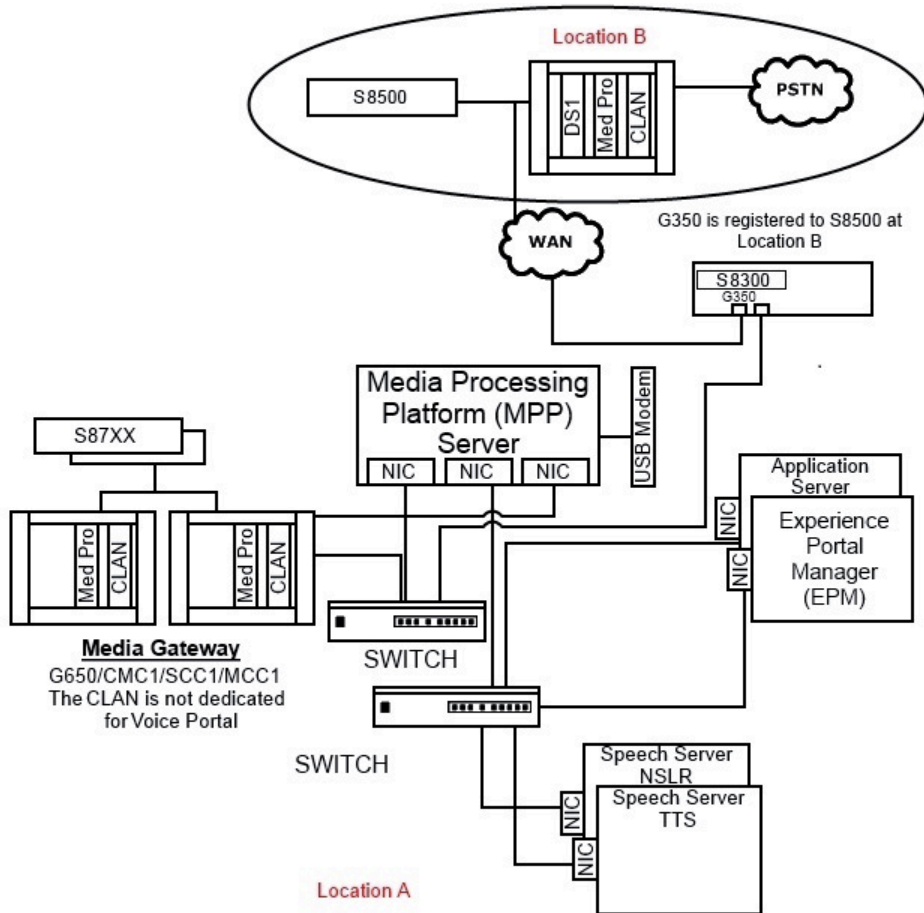 Location B
S8500
DS1
Med Pro
CLAN
PSTN
WAN
G350 is registered to S8500 at
Location B
S8300
G350
Media Processing
Platform (MPP)
Server
NIC
NIC
NIC
USB Modem
S87XX
Med Pro
CLAN
Med Pro
CLAN
Media Gateway
G650/CMC1/SCC1/MCC1
The CLAN is not dedicated
for Voice Portal
SWITCH
SWITCH
Application
Server
NIC
Experience
Portal
Manager
(EPM)
NIC
Speech Server
NSLR
NIC
Speech Server
TTS
NIC
Location A